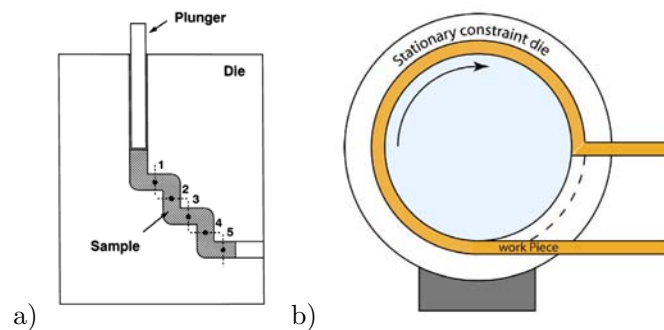 Plunger
Die
1
2
3
4
5
Sample
a)
Stationary constraint die
work Piece
b)